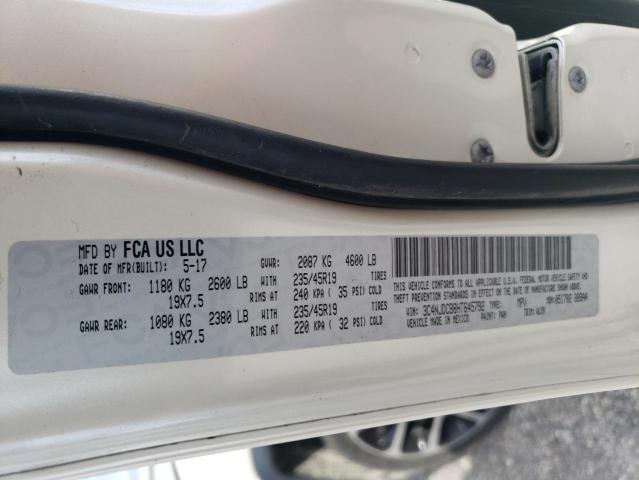 MFD BY FCA US LLC
DATE OF MFR(BUILT): 5-17 GVWR: 2087 KG 4600 LB
GAWR FRONT: 1180 KG 2600 LB WITH 235/45R19 TIRES
19X7.5 RIMS AT 240 KPA ( 35 PSI) COLD
GAWR REAR: 1080 KG 2380 LB WITH 235/45R19 TIRES
19X7.5 RIMS AT 220 KPA ( 32 PSI) COLD
THIS VEHICLE CONFORMS TO ALL APPLICABLE U.S.A. FEDERAL MOTOR VEHICLE SAFETY AND
THEFT PREVENTION STANDARDS IN EFFECT ON THE DATE OF MANUFACTURE SHOWN ABOVE.
VIN: TYPE: MPV
VEHICLE MADE IN MEXICO PAINT: TRIM: